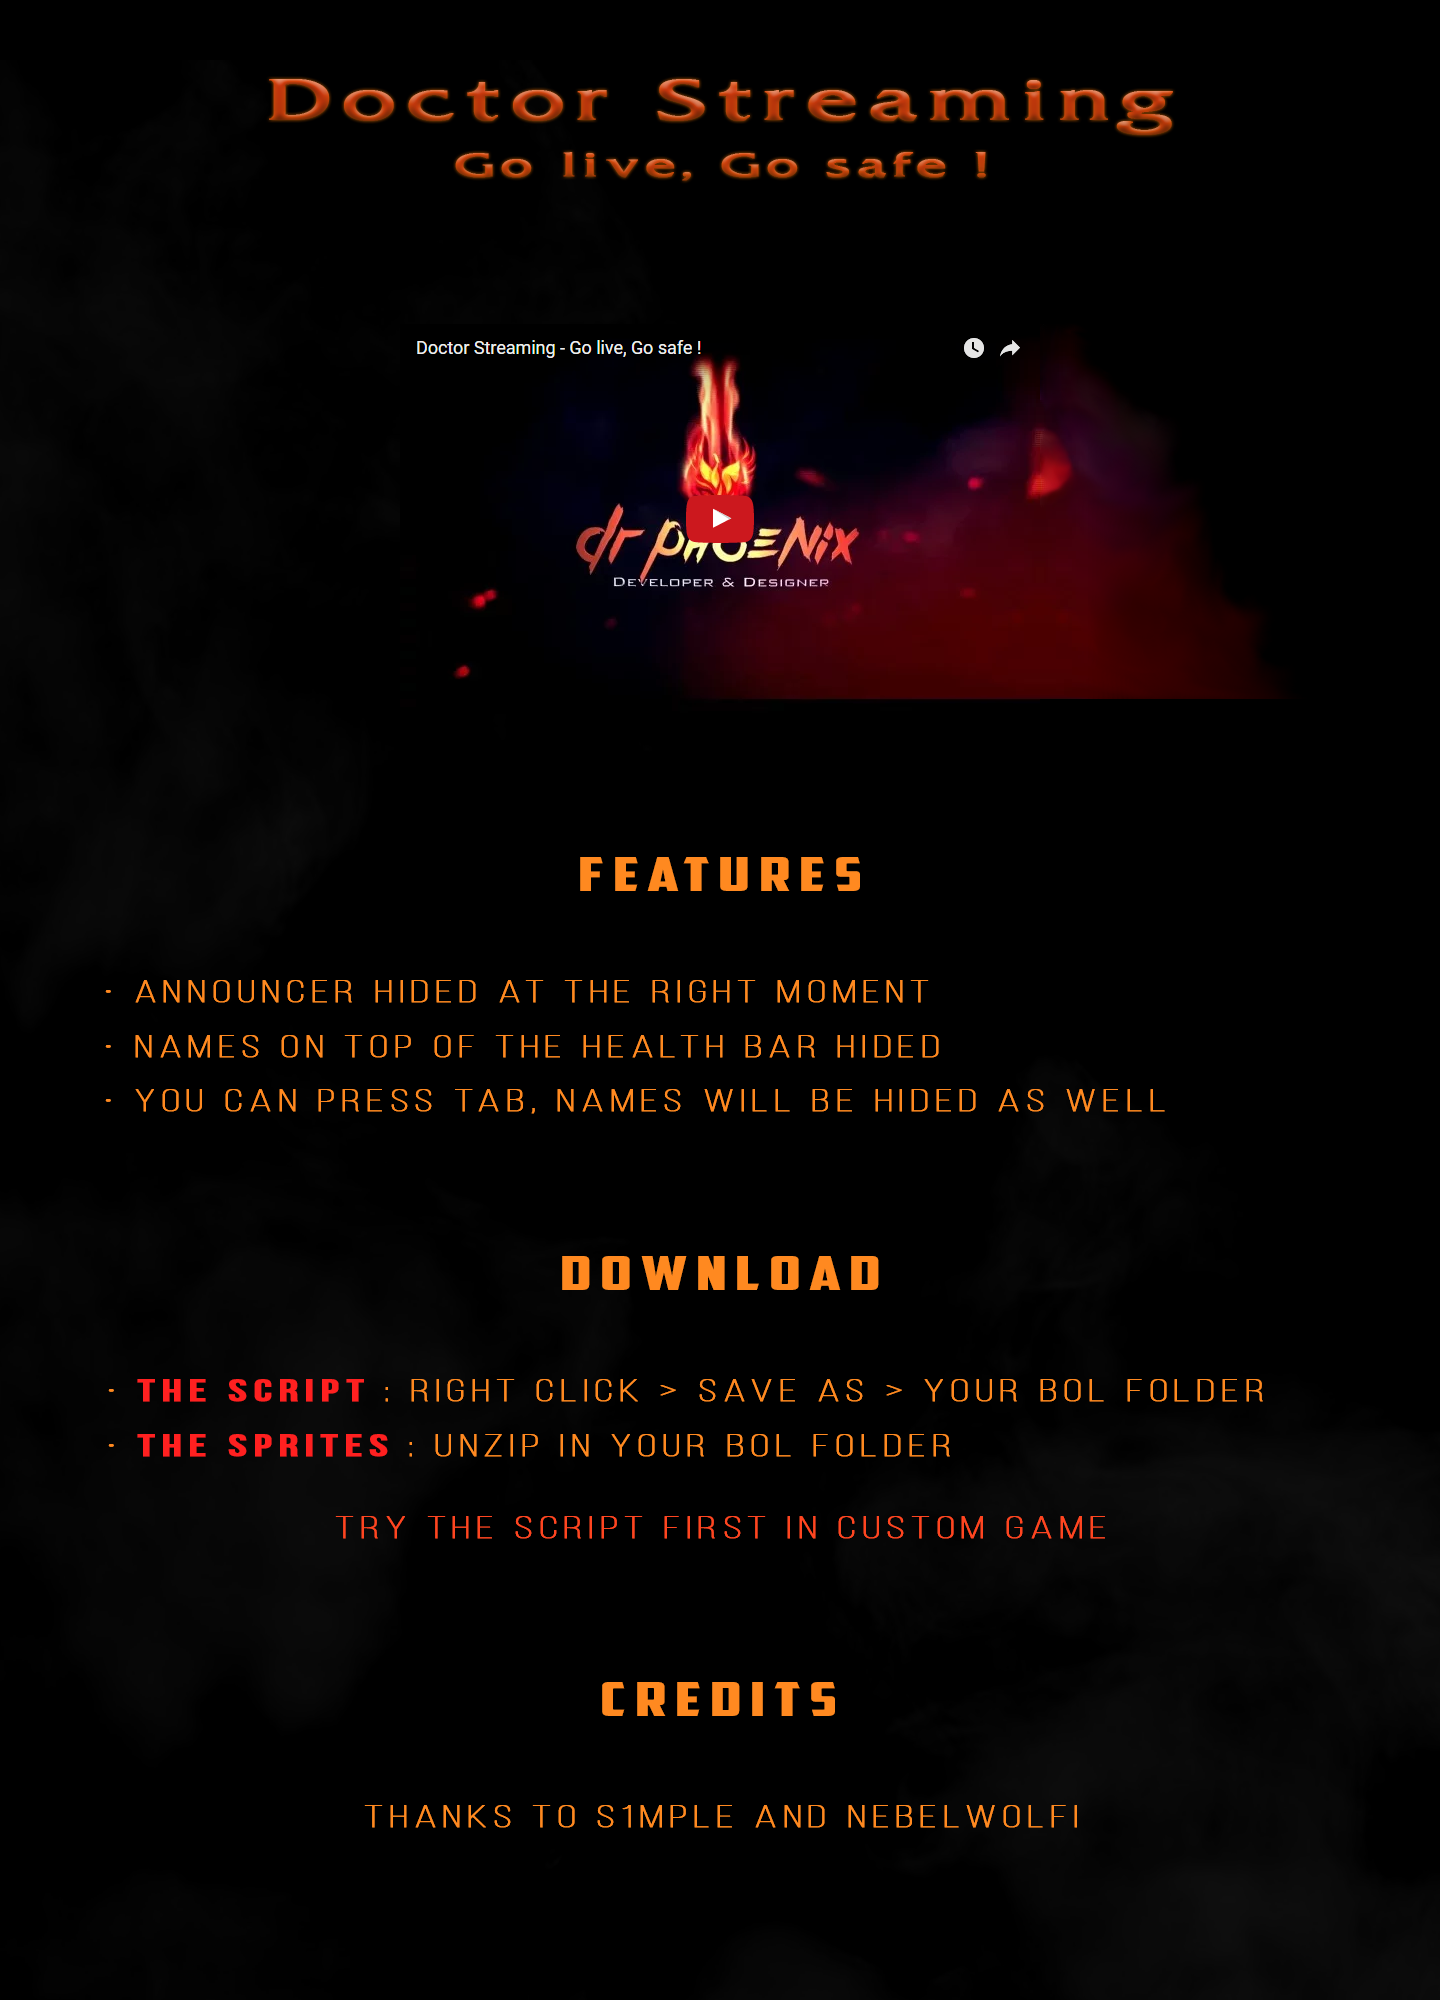 Doctor Streaming
Go live, Go safe !
Doctor Streaming - Go live, Go safe !
dr PHOENIX
DEVELOPER & DESIGNER
FEATURES
- ANNOUNCER HIDED AT THE RIGHT MOMENT
- NAMES ON TOP OF THE HEALTH BAR HIDED
- YOU CAN PRESS TAB, NAMES WILL BE HIDED AS WELL
DOWNLOAD
- THE SCRIPT : RIGHT CLICK > SAVE AS > YOUR BOL FOLDER
- THE SPRITES : UNZIP IN YOUR BOL FOLDER
TRY THE SCRIPT FIRST IN CUSTOM GAME
CREDITS
THANKS TO S1MPLE AND NEBELWOLFI